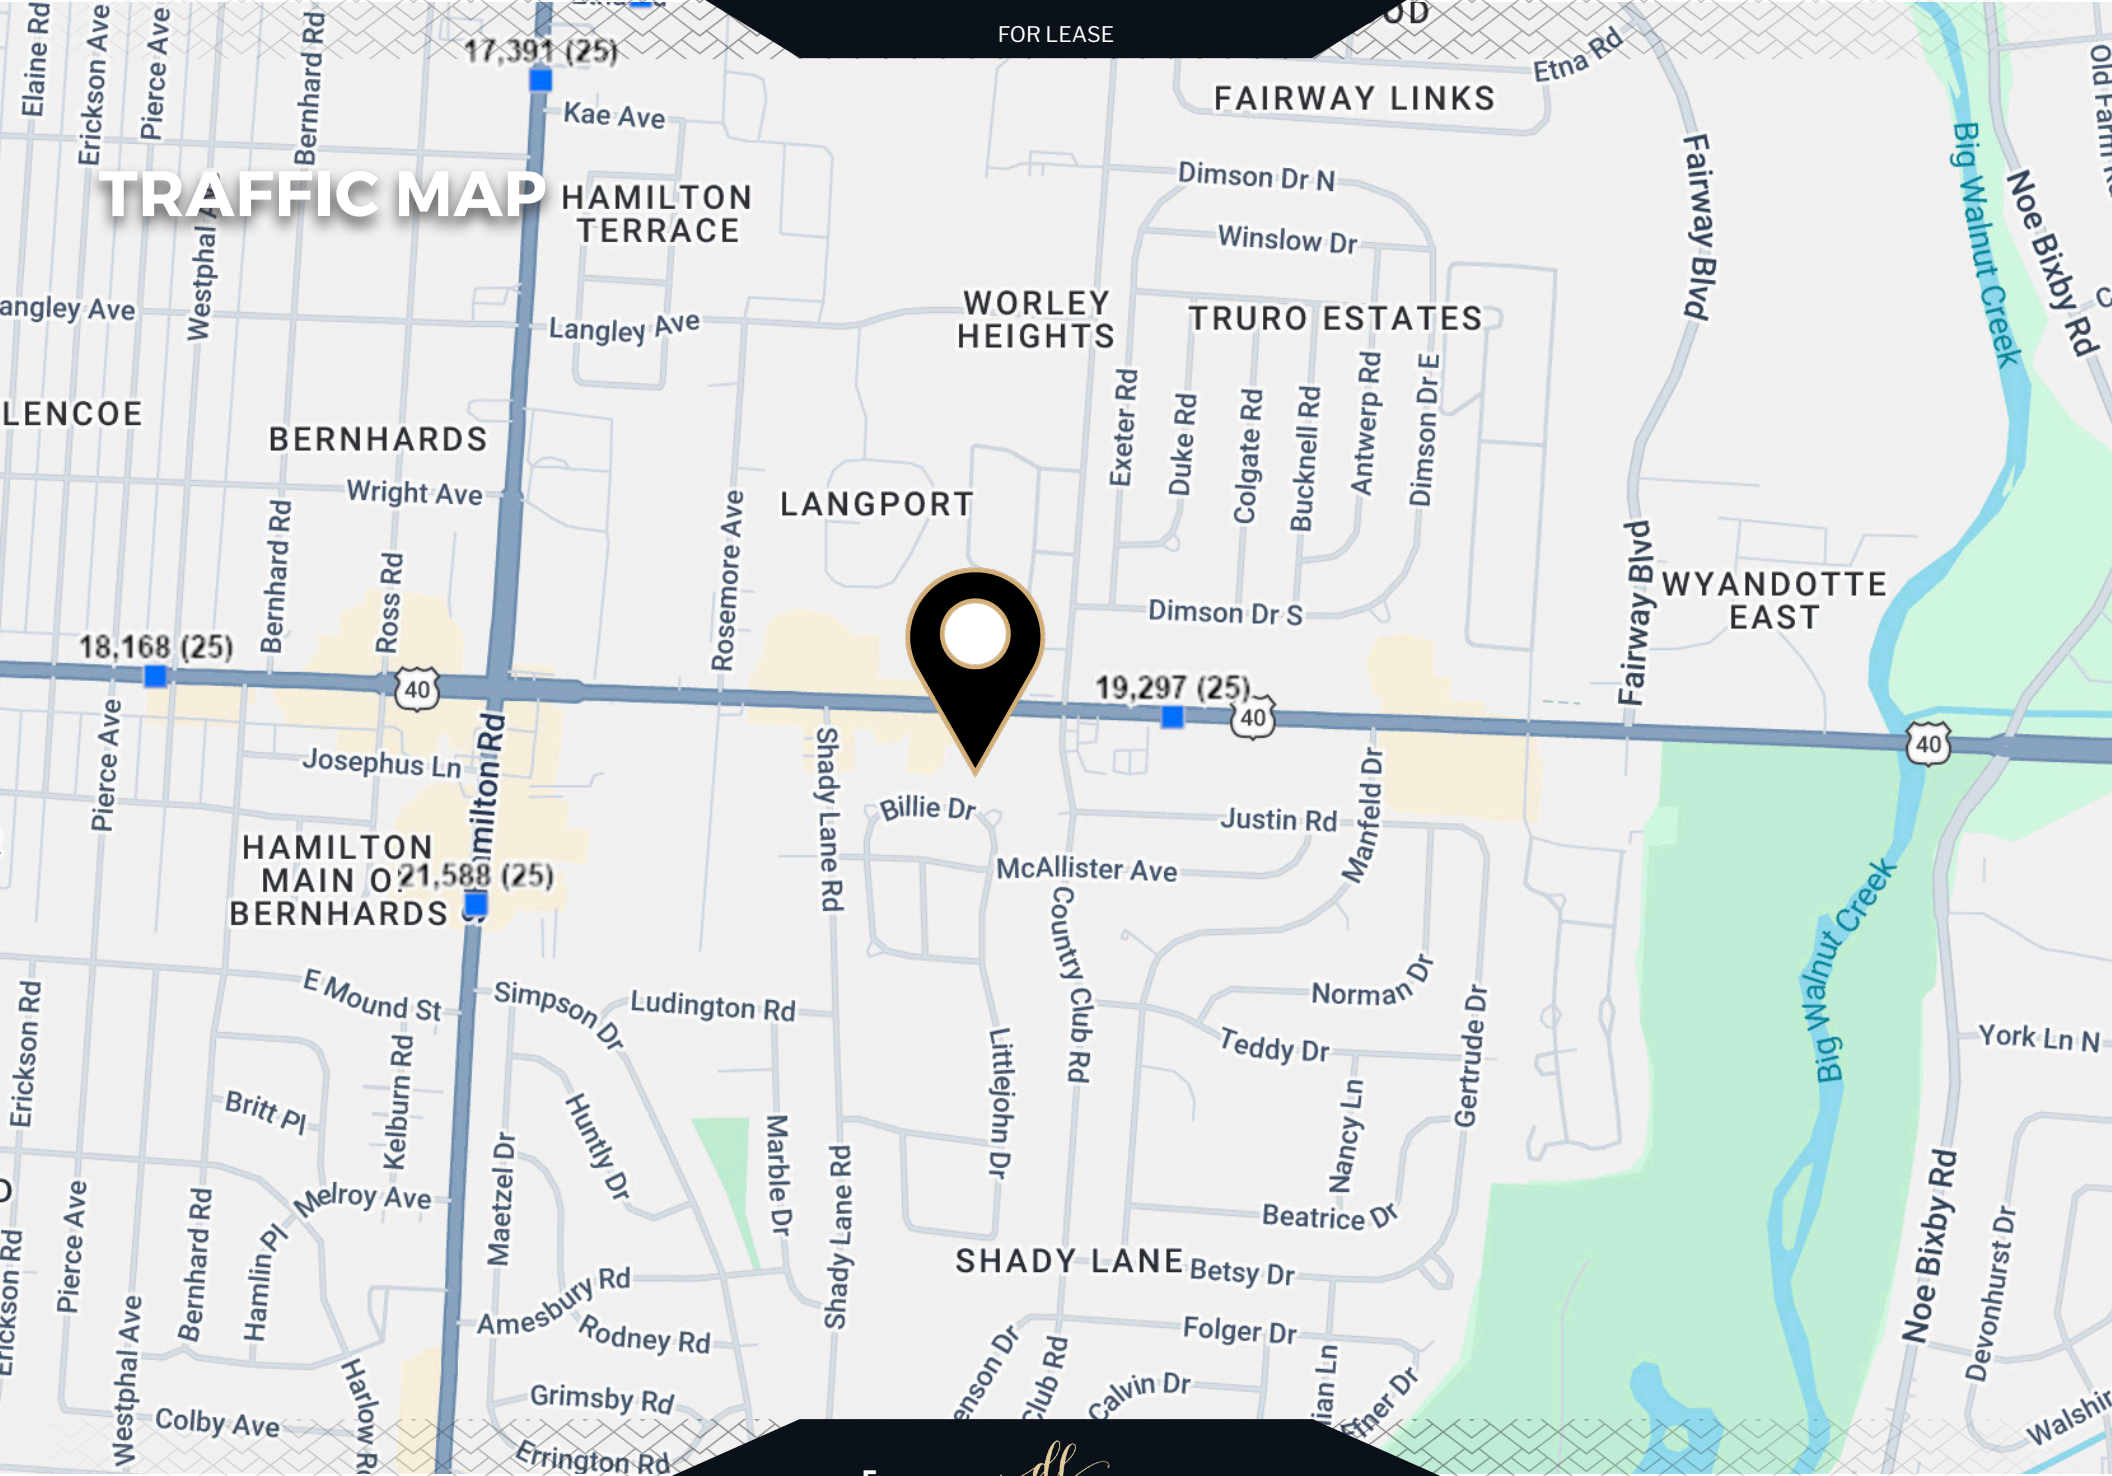 FOR LEASE
TRAFFIC MAP
17,391 (25)
Elaine Rd
Erickson Ave
Pierce Ave
Bernhard Rd
Kae Ave
Etna Rd
FAIRWAY LINKS
HAMILTON
TERRACE
Dimson Dr N
Winslow Dr
Fairway Blvd
Big Walnut Creek
Noe Bixby Rd
Langley Ave
WORLEY
HEIGHTS
TRURO ESTATES
BERNHARDS
Wright Ave
Bernhard Rd
Ross Rd
Rosemore Ave
LANGPORT
Exeter Rd
Duke Rd
Colgate Rd
Bucknell Rd
Antwerp Rd
Dimson Dr E
Dimson Dr S
Fairway Blvd
WYANDOTTE
EAST
18,168 (25)
40
19,297 (25)
40
40
Pierce Ave
Josephus Ln
Shady Lane Rd
Billie Dr
Justin Rd
Manfeld Dr
McAllister Ave
HAMILTON
BERNHARDS
21,588 (25)
Country Club Rd
Big Walnut Creek
E Mound St
Simpson Dr
Ludington Rd
Norman Dr
Teddy Dr
Gertrude Dr
York Ln N
Erickson Rd
Britt Pl
Kelburn Rd
Huntly Dr
Littlejohn Dr
Nancy Ln
Maetzel Dr
Marble Dr
Shady Lane Rd
Pierce Ave
Bernhard Rd
Melroy Ave
Hamlin Pl
Beatrice Dr
SHADY LANE
Betsy Dr
Noe Bixby Rd
Devonhurst Dr
Amesbury Rd
Rodney Rd
Folger Dr
Westphal Ave
Grimsby Rd
Calvin Dr
Colby Ave
Errington Rd